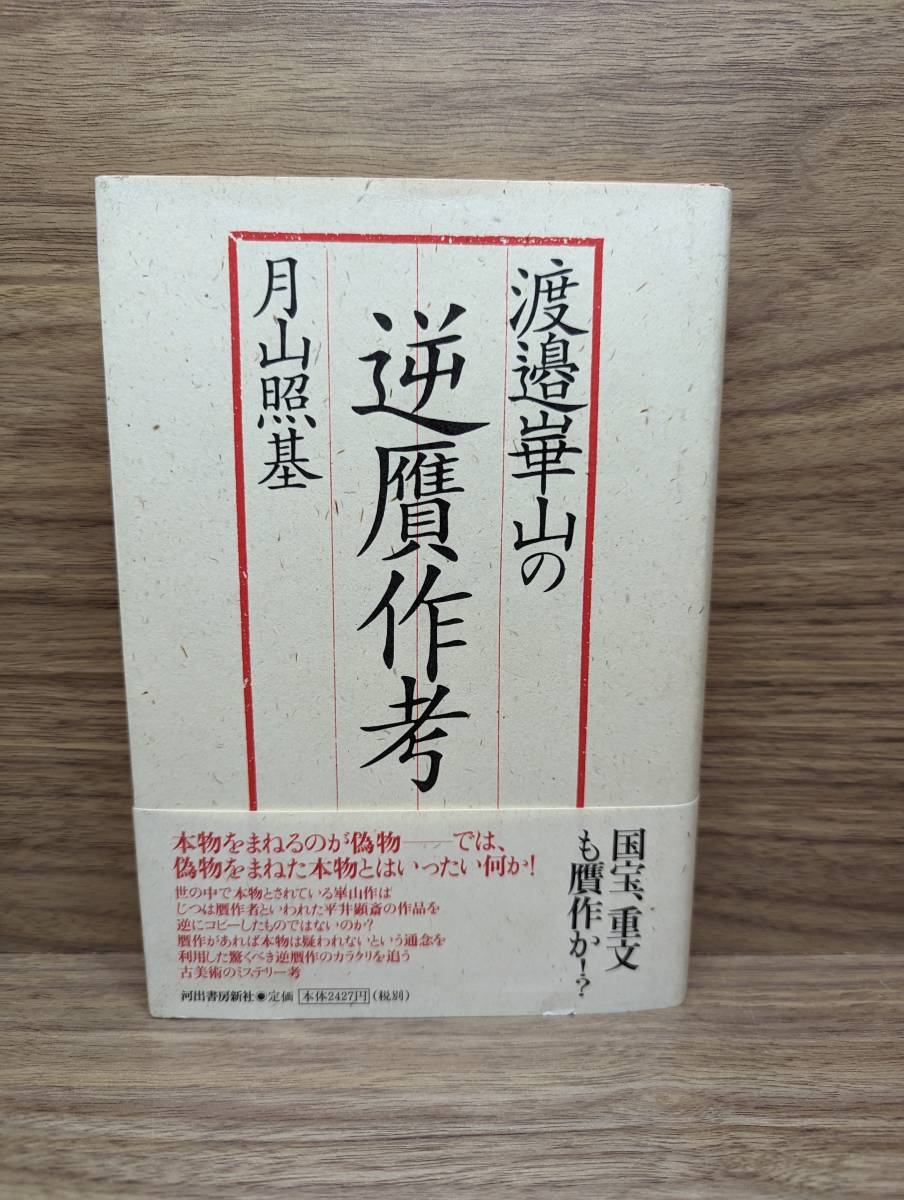 渡邉崋山の
逆贋作考
月山照基
国宝、重文
も贋作か!?
本物をまねるのが偽物──では、
偽物をまねた本物とはいったい何か!
世の中で本物とされている崋山作は
じつは贋作者といわれた平井顕斎の作品を
逆にコピーしたものではないのか?
贋作があれば本物は疑われないという通念を
利用した驚くべき逆贋作のカラクリを追う
古美術のミステリー考
河出書房新社●定価 本体2427円(税別)